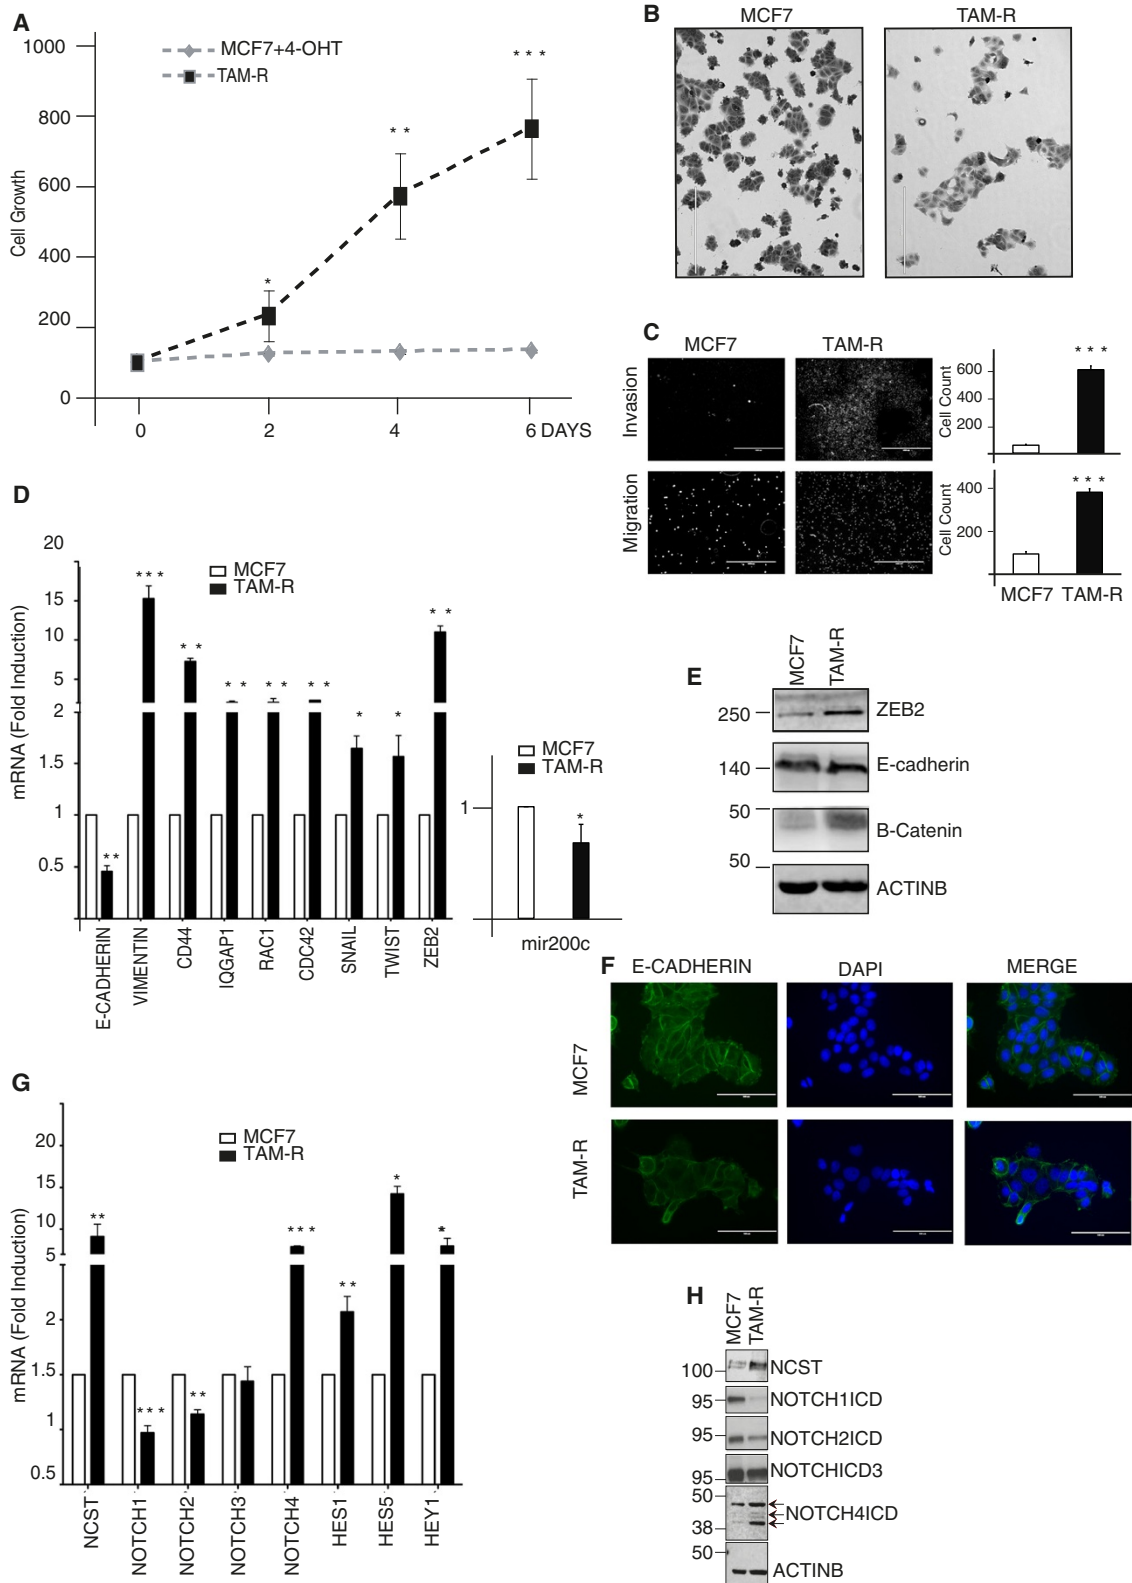 A
1000
800
600
400
200
0
Cell Growth
MCF7+4-OHT
TAM-R
*
* *
* * *
0 2 4 6 DAYS
B
MCF7 TAM-R
C
MCF7 TAM-R
Invasion
Migration
Cell Count
600
400
200
* * *
Cell Count
400
200
* * *
MCF7 TAM-R
D
mRNA (Fold Induction)
20
15
10
5
2
1.5
1
0.5
MCF7
TAM-R
* *
* * *
* *
* *
* *
* *
*
*
* *
E-CADHERIN
VIMENTIN
CD44
IQGAP1
RAC1
CDC42
SNAIL
TWIST
ZEB2
MCF7
TAM-R
1
*
mir200c
E
MCF7
TAM-R
250 ZEB2
140 E-cadherin
50 B-Catenin
50 ACTINB
F
E-CADHERIN DAPI MERGE
MCF7
TAM-R
G
mRNA (Fold Induction)
20
15
10
5
2
1.5
1
0.5
MCF7
TAM-R
**
* * *
**
* * *
* *
*
*
NCST
NOTCH1
NOTCH2
NOTCH3
NOTCH4
HES1
HES5
HEY1
H
MCF7
TAM-R
100 NCST
95 NOTCH1ICD
95 NOTCH2ICD
95 NOTCHICD3
50
NOTCH4ICD
38
50
ACTINB